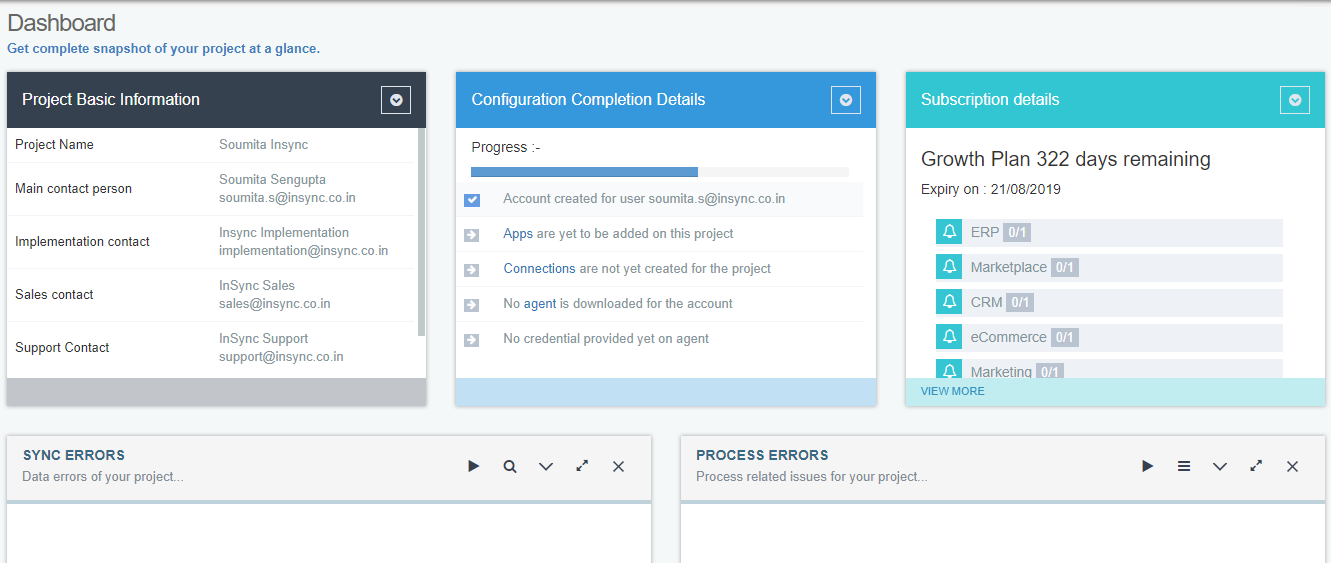 Dashboard
Get complete snapshot of your project at a glance.
Project Basic Information
Project Name Soumita Insync
Main contact person Soumita Sengupta
soumita.s@insync.co.in
Implementation contact Insync Implementation
implementation@insync.co.in
Sales contact InSync Sales
sales@insync.co.in
Support Contact InSync Support
support@insync.co.in
Configuration Completion Details
Progress :-
Account created for user soumita.s@insync.co.in
Apps are yet to be added on this project
Connections are not yet created for the project
No agent is downloaded for the account
No credential provided yet on agent
Subscription details
Growth Plan 322 days remaining
Expiry on : 21/08/2019
ERP 0/1
Marketplace 0/1
CRM 0/1
eCommerce 0/1
Marketing 0/1
VIEW MORE
SYNC ERRORS
Data errors of your project...
PROCESS ERRORS
Process related issues for your project...